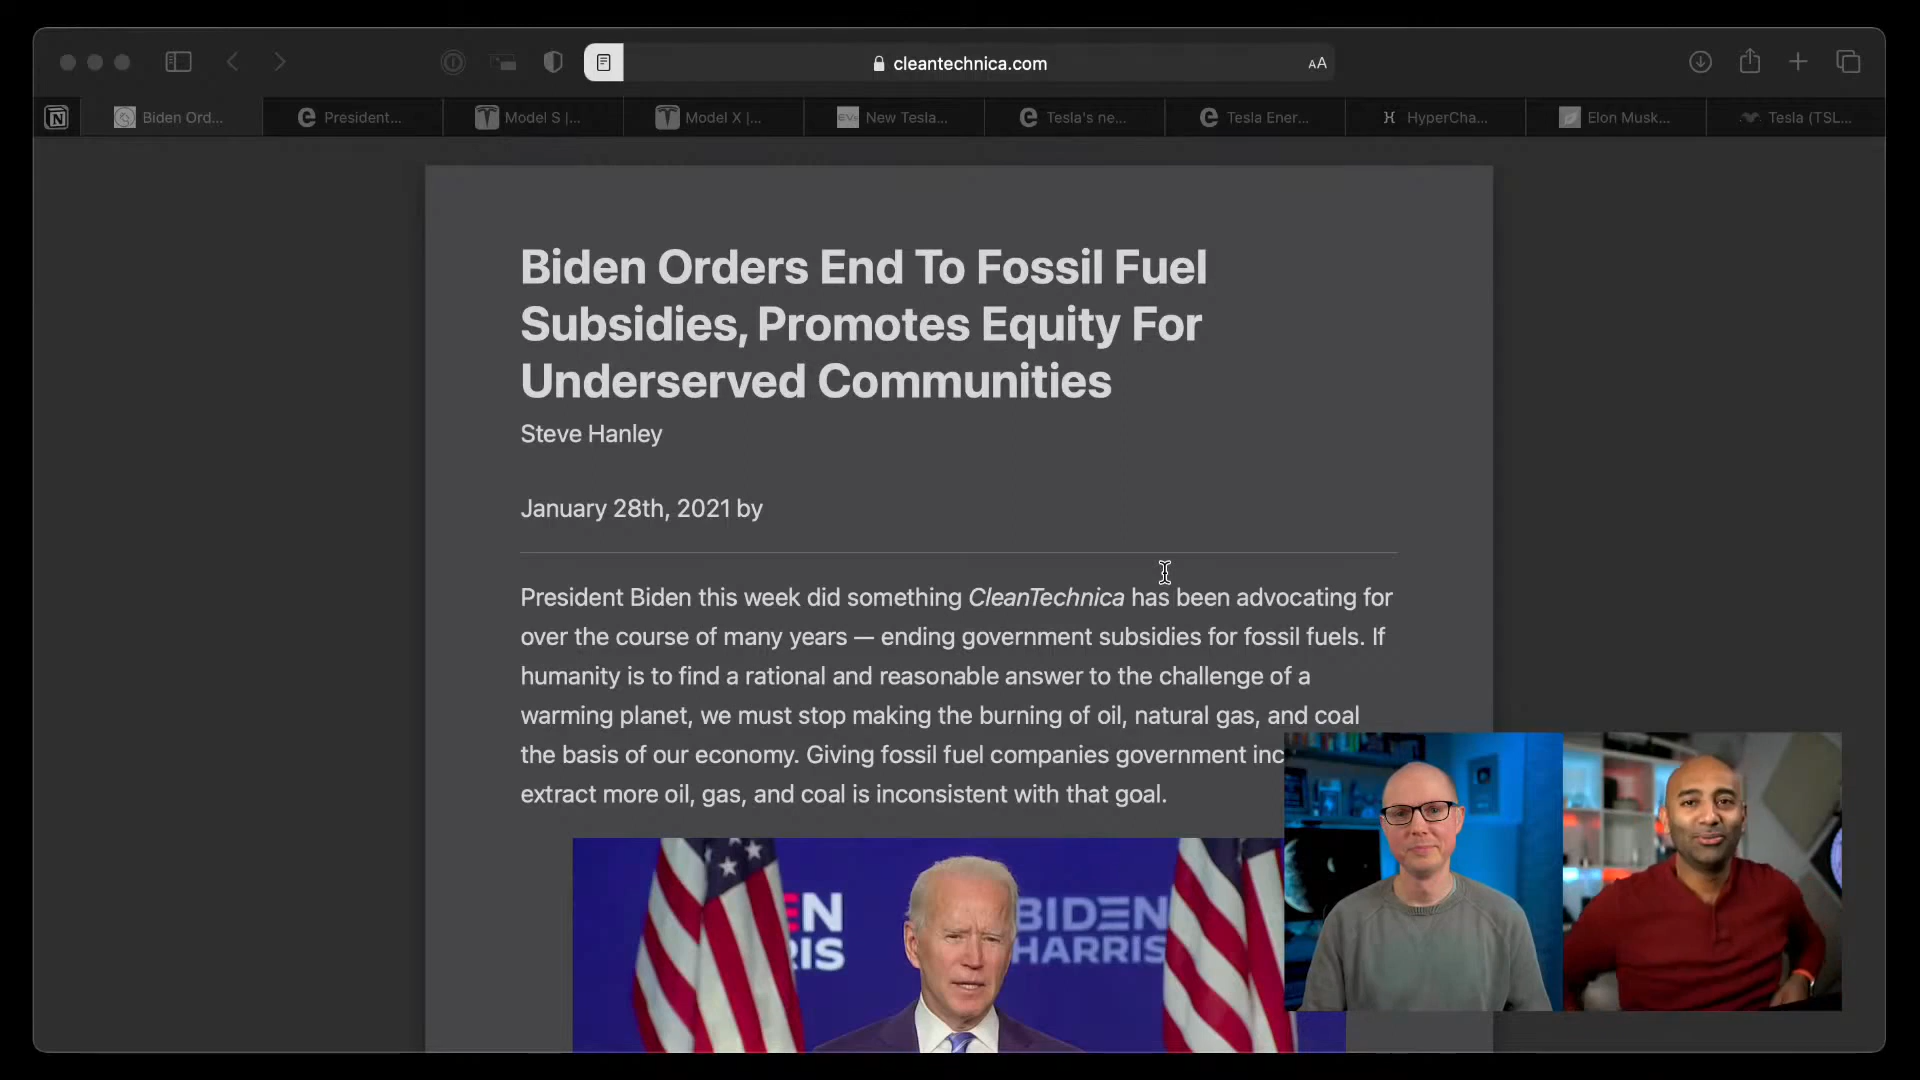 cleantechnica.com
AA
Biden Ord...
President...
Model S |...
Model X |...
New Tesla...
Tesla's ne...
Tesla Ener...
HyperCha...
Elon Musk...
Tesla (TSL...
Biden Orders End To Fossil Fuel
Subsidies, Promotes Equity For
Underserved Communities
Steve Hanley
January 28th, 2021 by
President Biden this week did something CleanTechnica has been advocating for
over the course of many years — ending government subsidies for fossil fuels. If
humanity is to find a rational and reasonable answer to the challenge of a
warming planet, we must stop making the burning of oil, natural gas, and coal
the basis of our economy. Giving fossil fuel companies government inc
extract more oil, gas, and coal is inconsistent with that goal.
EN
RIS
BIDEN
HARRIS